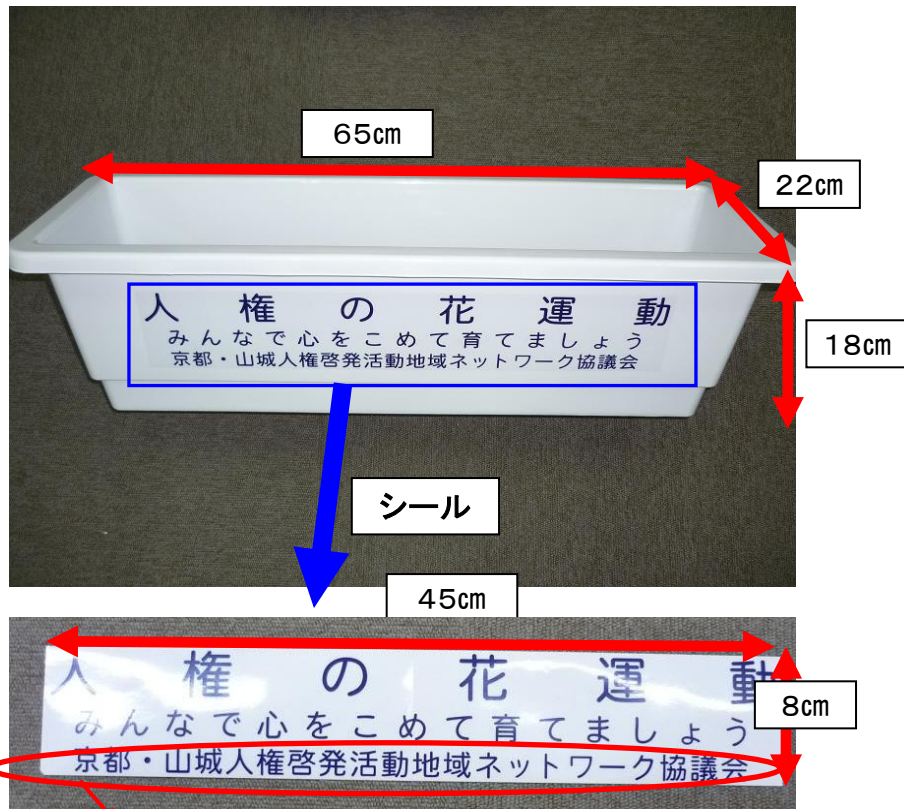 65㎝
22㎝
人権の花運動
みんなで心をこめて育てましょう
京都・山城人権啓発活動地域ネットワーク協議会
18㎝
シール
45㎝
人権の花運動
みんなで心をこめて育てましょう
京都・山城人権啓発活動地域ネットワーク協議会
8㎝